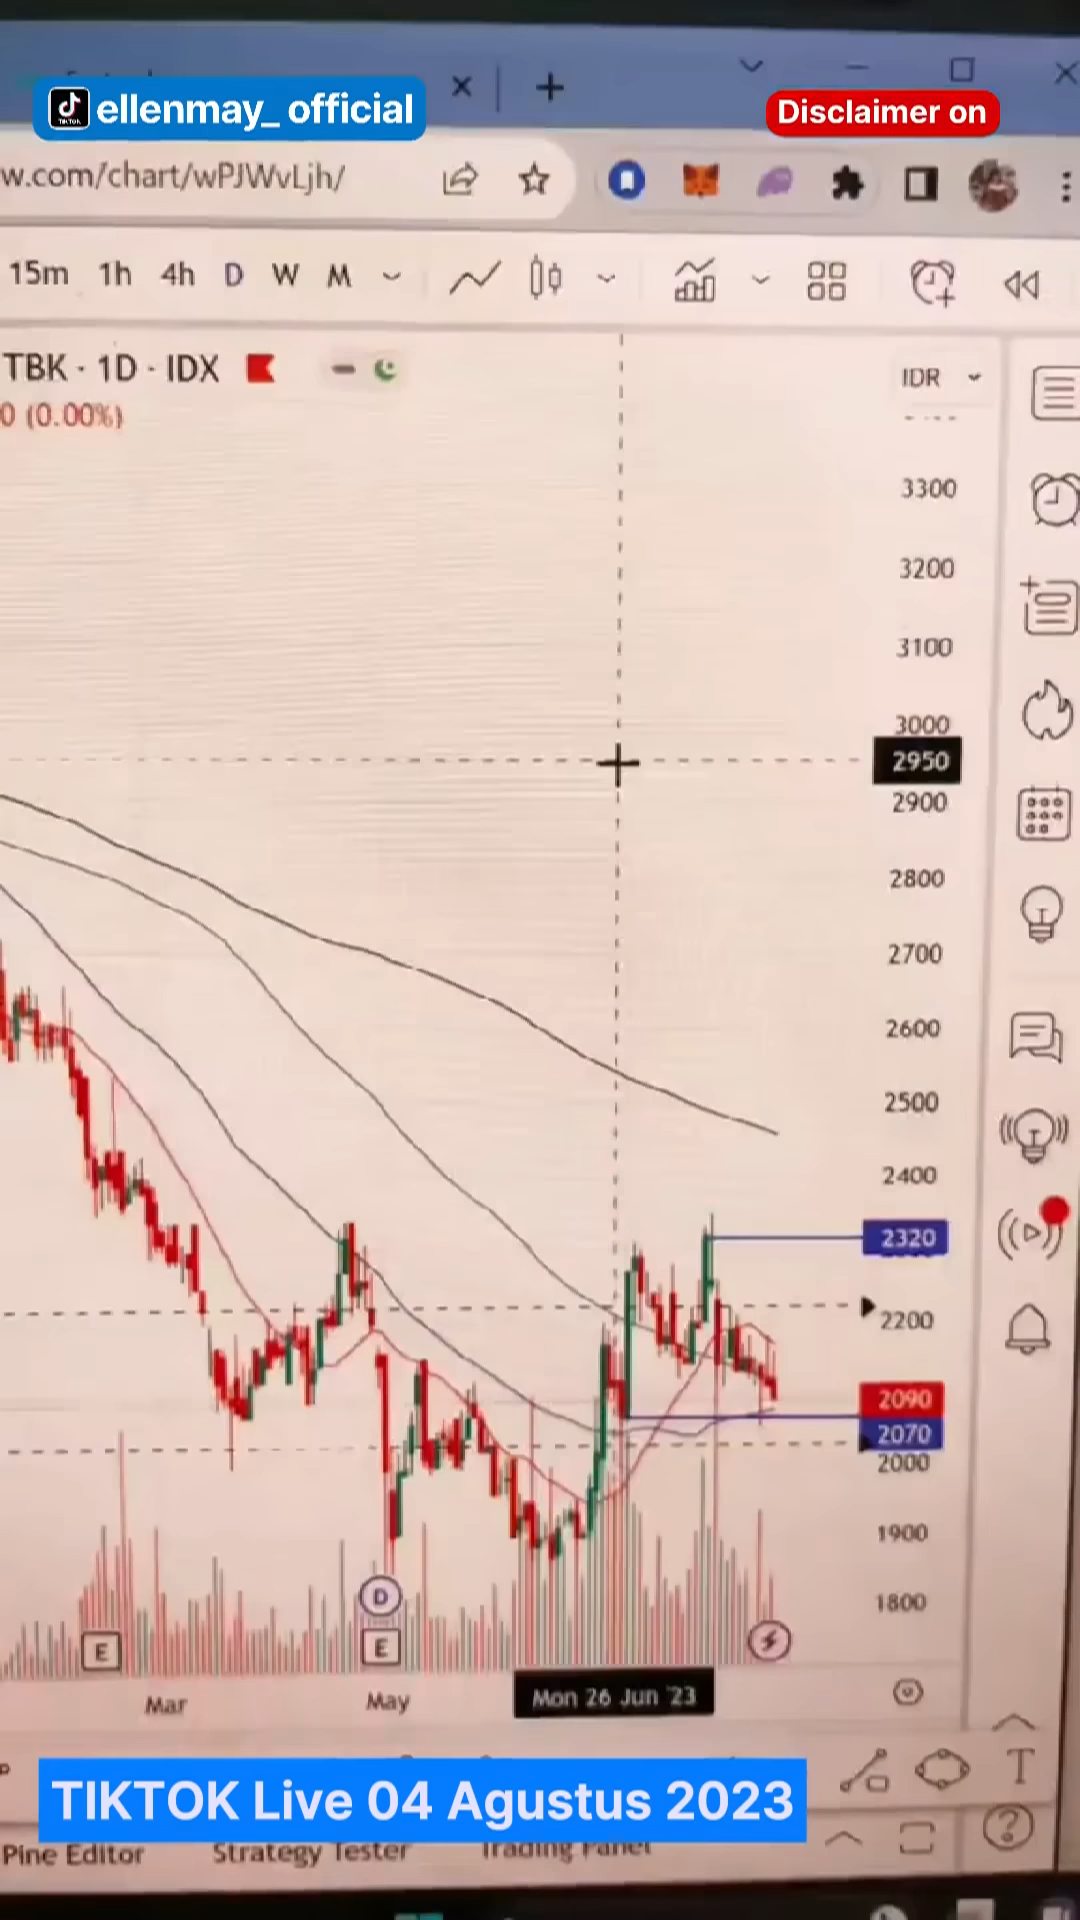 ellenmay_ official
Disclaimer on
w.com/chart/wPJWvLjh/
15m 1h 4h D W M
TBK · 1D · IDX
IDR
0 (0.00%)
3300
3200
3100
3000
2950
2900
2800
2700
2600
2500
2400
2320
2200
2090
2070
2000
1900
1800
D
E
E
Mar
May
Mon 26 Jun '23
T
TIKTOK Live 04 Agustus 2023
Pine Editor
Strategy Tester
Trading Panel